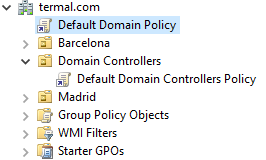 termal.com
Default Domain Policy
Barcelona
Domain Controllers
Default Domain Controllers Policy
Madrid
Group Policy Objects
WMI Filters
Starter GPOs